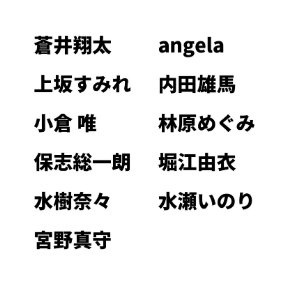 蒼井翔太
上坂すみれ
小倉 唯
保志総一朗
水樹奈々
宮野真守
angela
内田雄馬
林原めぐみ
堀江由衣
水瀬いのり